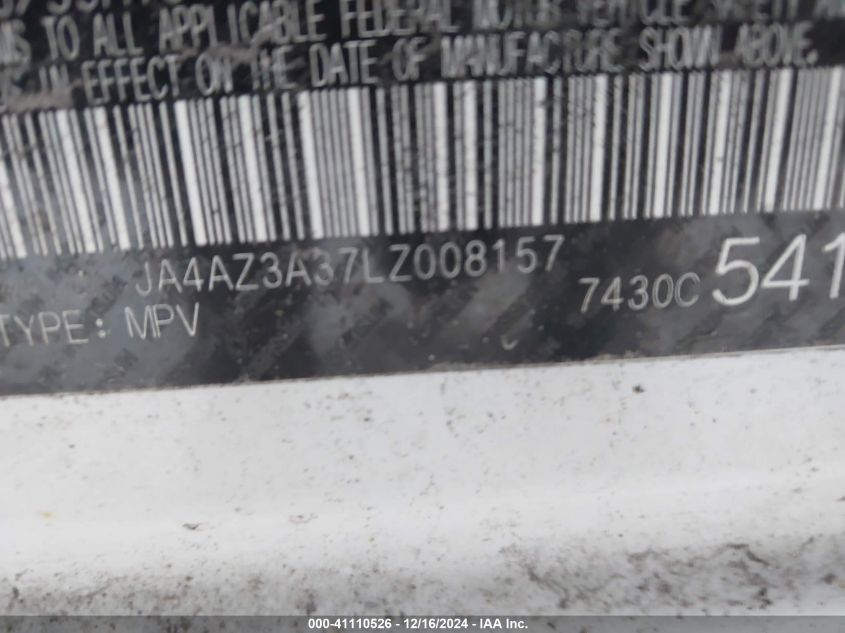 TO ALL APPLICABLE FEDERAL MOTOR VEHICLE SAFETY
IN EFFECT ON THE DATE OF MANUFACTURE SHOWN ABOVE.
JA4AZ3A37LZ008157
7430C 541
TYPE: MPV
000-41110526 - 12/16/2024 - IAA Inc.